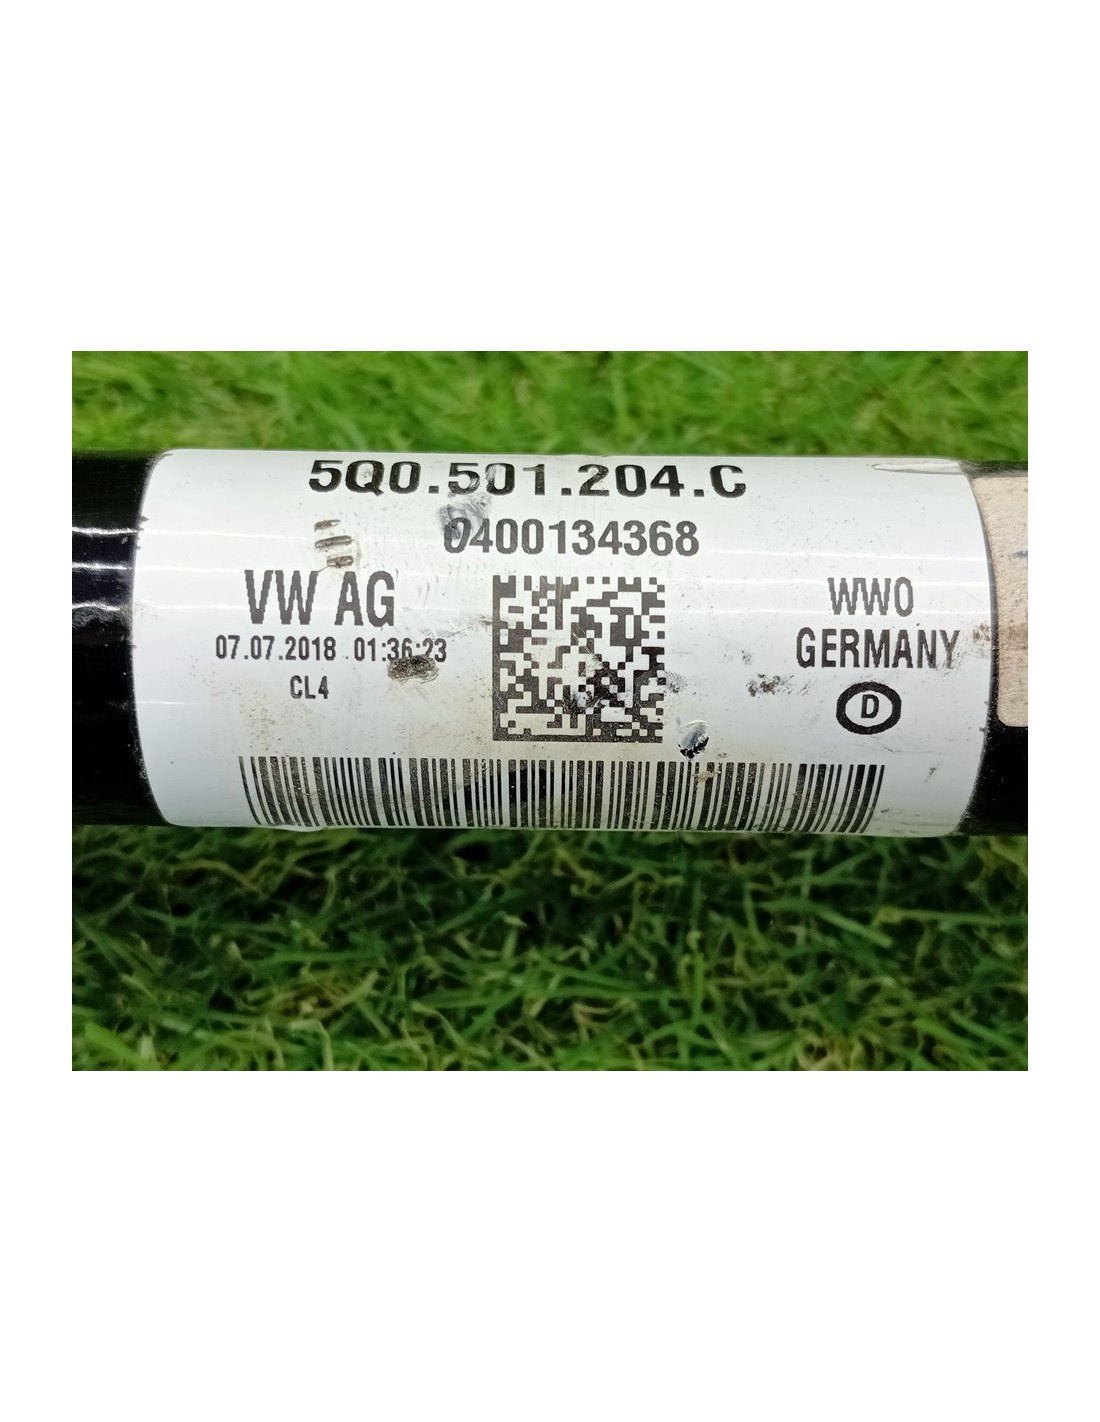 5Q0.501.204.C
0400134368
VW AG
07.07.2018 01:36:23
CL4
WWO
GERMANY
D